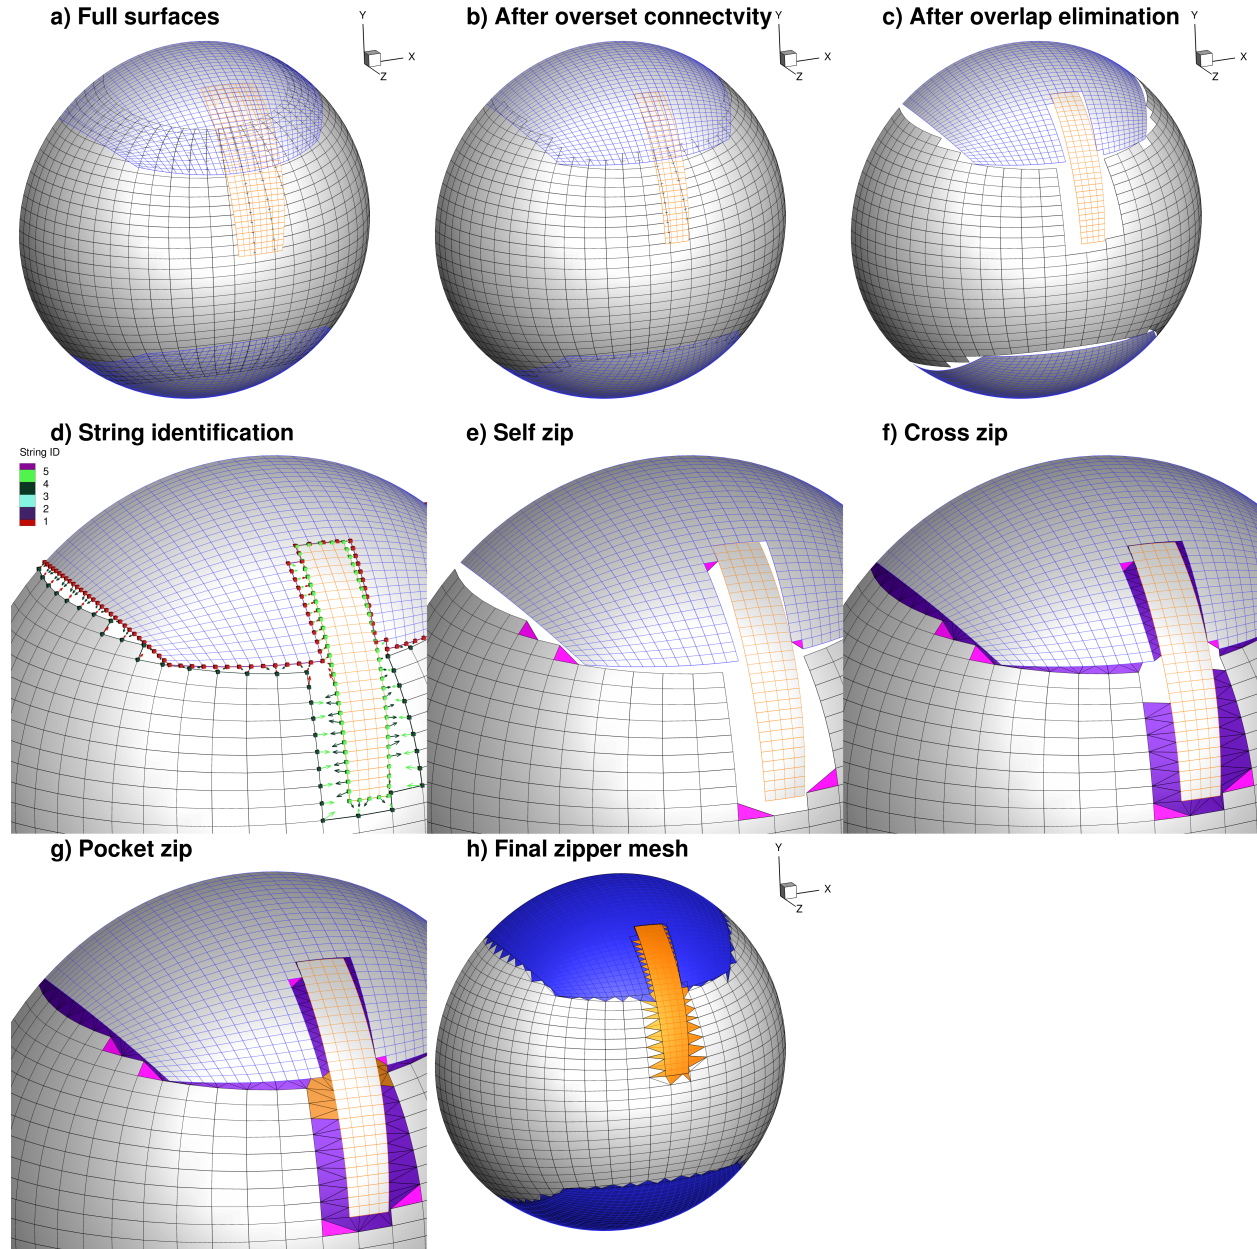 a) Full surfaces
b) After overset connectvity
c) After overlap elimination
Y
X
Z
Y
X
Z
Y
X
Z
d) String identification
e) Self zip
f) Cross zip
String ID
5
4
3
2
1
g) Pocket zip
h) Final zipper mesh
Y
X
Z